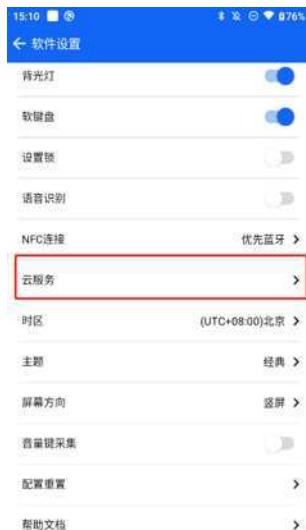 15:10 76%
软件设置
背光灯
软键盘
设置锁
语音识别
NFC连接 优先蓝牙
云服务
时区 (UTC+08:00)北京
主题 经典
屏幕方向 竖屏
音量键采集
配置重置
帮助文档